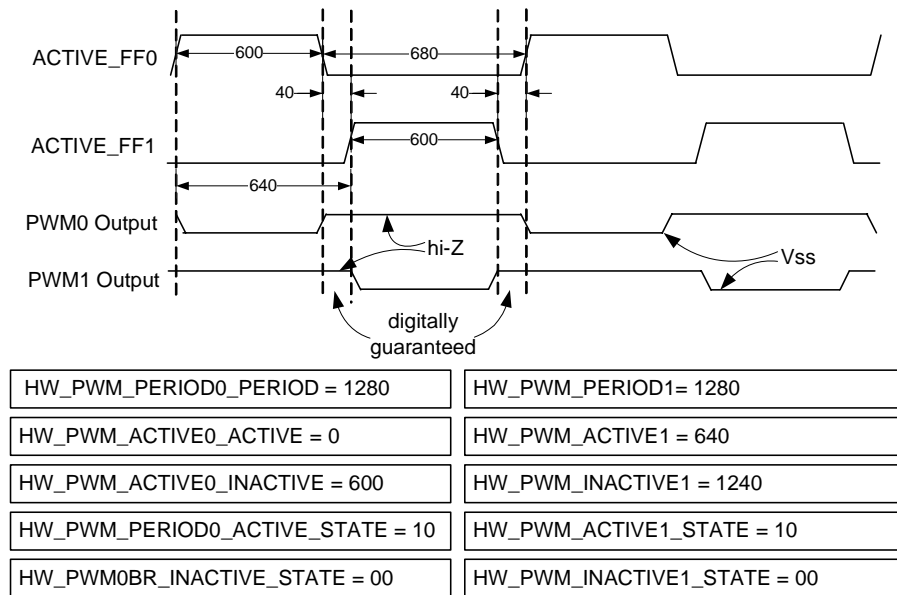 ACTIVE_FF0
600
680
40
40
ACTIVE_FF1
600
640
PWM0 Output
hi-Z
Vss
PWM1 Output
digitally
guaranteed
HW_PWM_PERIOD0_PERIOD = 1280
HW_PWM_PERIOD1= 1280
HW_PWM_ACTIVE0_ACTIVE = 0
HW_PWM_ACTIVE1 = 640
HW_PWM_ACTIVE0_INACTIVE = 600
HW_PWM_INACTIVE1 = 1240
HW_PWM_PERIOD0_ACTIVE_STATE = 10
HW_PWM_ACTIVE1_STATE = 10
HW_PWM0BR_INACTIVE_STATE = 00
HW_PWM_INACTIVE1_STATE = 00